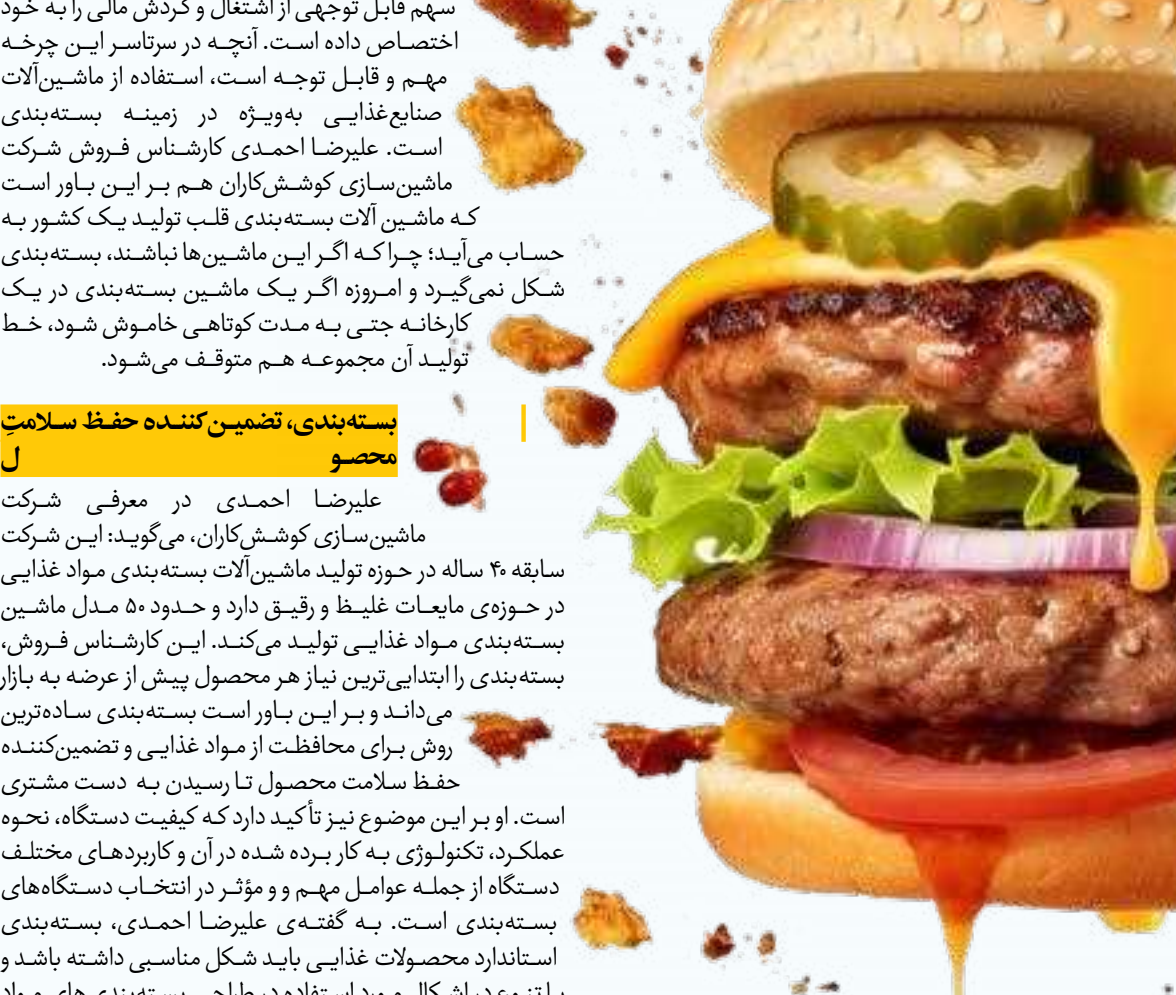 سهم قابل توجهی از اشتغال و گردش مالی را به خود
اختصاص داده است. آنچه در سرتاسر این چرخه
مهم و قابل توجه است، استفاده از ماشین‌آلات
صنایع‌غذایی به‌ویژه در زمینه بسته‌بندی
است. علیرضا احمدی کارشناس فروش شرکت
ماشین‌سازی کوشش‌کاران هم بر این باور است
که ماشین آلات بسته‌بندی قلب تولید یک کشور به
حساب می‌آید؛ چرا که اگر این ماشین‌ها نباشند، بسته‌بندی
شکل نمی‌گیرد و امروزه اگر یک ماشین بسته‌بندی در یک
کارخانه جتی به مدت کوتاهی خاموش شود، خط
تولید آن مجموعه هم متوقف می‌شود.
بسته‌بندی، تضمین‌کننده حفظ سلامتِ
محصو ل
علیرضا احمدی در معرفی شرکت
ماشین‌سازی کوشش‌کاران، می‌گوید: این شرکت
سابقه ۴۰ ساله در حوزه تولید ماشین‌آلات بسته‌بندی مواد غذایی
در حوزه‌ی مایعات غلیظ و رقیق دارد و حدود ۵۰ مدل ماشین
بسته‌بندی مواد غذایی تولید می‌کند. این کارشناس فروش،
بسته‌بندی را ابتدایی‌ترین نیاز هر محصول پیش از عرضه به بازار
می‌داند و بر این باور است بسته‌بندی ساده‌ترین
روش برای محافظت از مواد غذایی و تضمین‌کننده
حفظ سلامت محصول تا رسیدن به دست مشتری
است. او بر این موضوع نیز تأکید دارد که کیفیت دستگاه، نحوه
عملکرد، تکنولوژی به کار برده شده در آن و کاربردهای مختلف
دستگاه از جمله عوامل مهم و و مؤثر در انتخاب دستگاه‌های
بسته‌بندی است. به گفته‌ی علیرضا احمدی، بسته‌بندی
استاندارد محصولات غذایی باید شکل مناسبی داشته باشد و